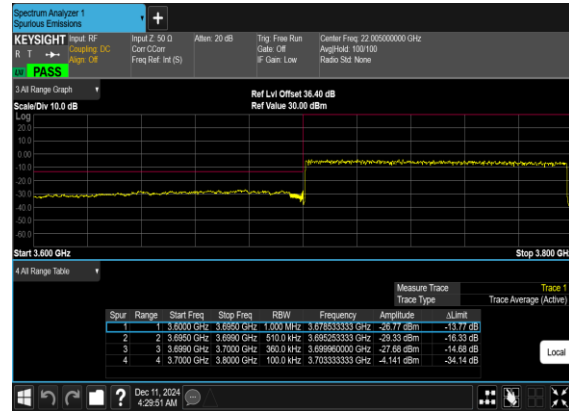 Spectrum Analyzer 1
Spurious Emissions
KEYSIGHT Input: RF Input Z: 50 Ω Atten: 20 dB Trig: Free Run Center Freq: 22.005000000 GHz
R T Coupling: DC Corr CCorr Gate: Off Avg|Hold: 100/100
Align: Off Freq Ref: Int (S) IF Gain: Low Radio Std: None
PASS
3 All Range Graph
Ref Lvl Offset 36.40 dB
Scale/Div 10.0 dB Ref Value 30.00 dBm
Log
20.0
10.0
0.00
-10.0
-20.0
-30.0
-40.0
-50.0
-60.0
Start 3.600 GHz Stop 3.800 GHz
4 All Range Table
Measure Trace Trace 1
Trace Type Trace Average (Active)
Spur Range Start Freq Stop Freq RBW Frequency Amplitude ΔLimit
1 1 3.6000 GHz 3.6950 GHz 1.000 MHz 3.678533333 GHz -26.77 dBm -13.77 dB
2 2 3.6950 GHz 3.6990 GHz 510.0 kHz 3.695253333 GHz -29.33 dBm -16.33 dB
3 3 3.6990 GHz 3.7000 GHz 360.0 kHz 3.699960000 GHz -27.68 dBm -14.68 dB
4 4 3.7000 GHz 3.8000 GHz 100.0 kHz 3.703333333 GHz -4.141 dBm -34.14 dB
Local
Dec 11, 2024
4:29:51 AM